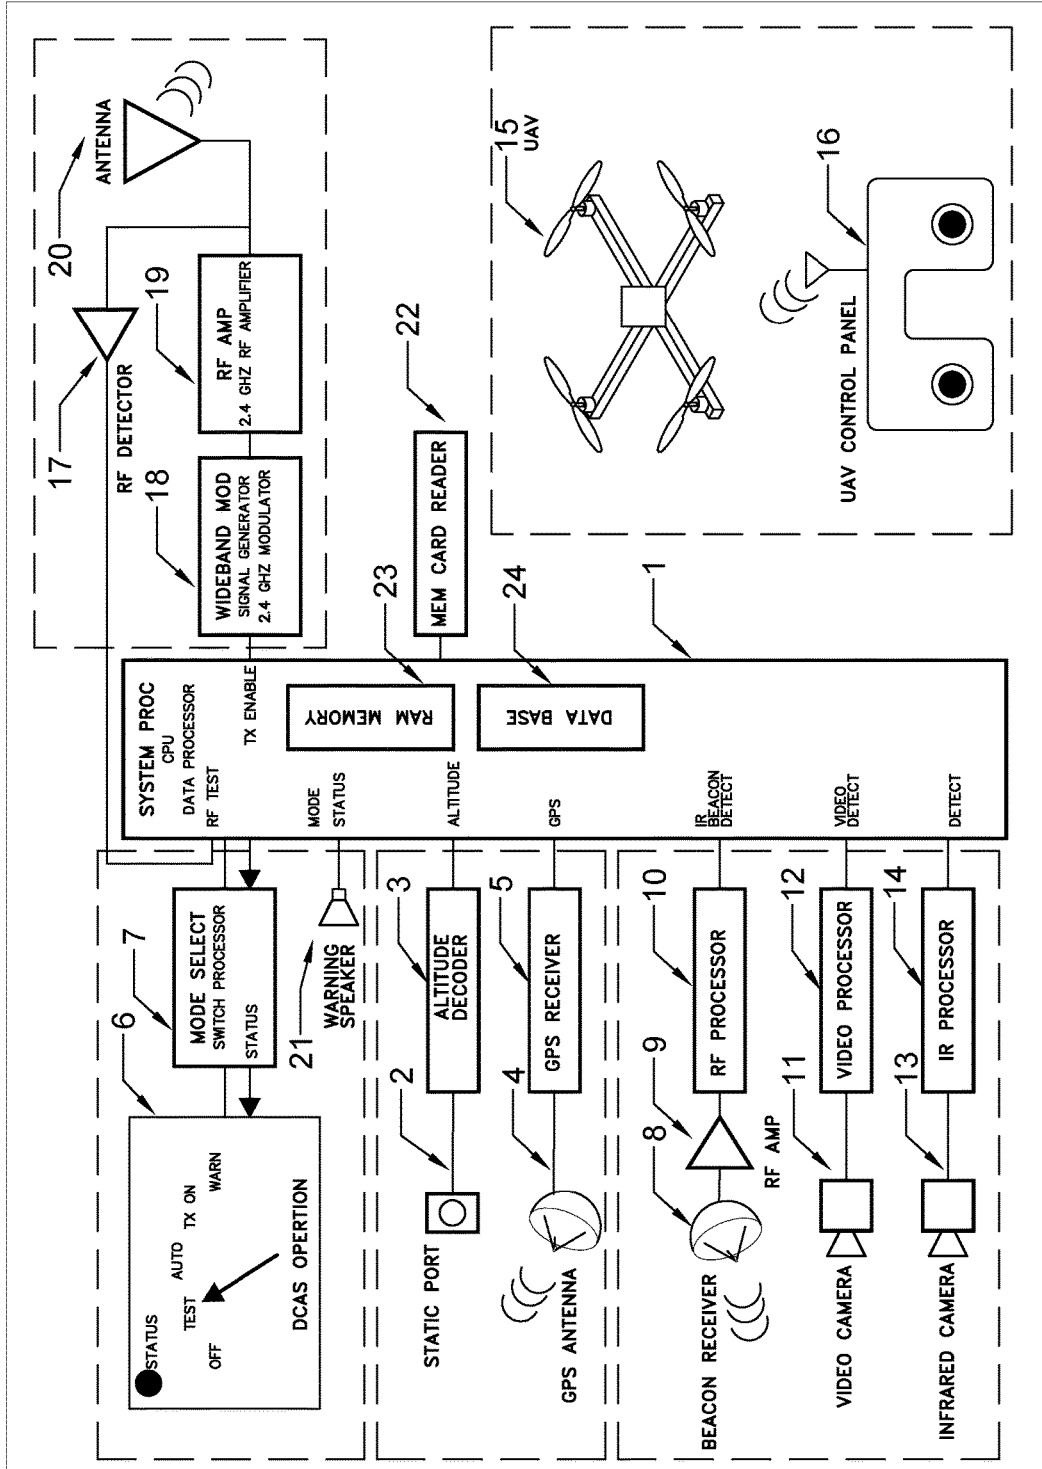 STATUS
OFF
TEST
AUTO
TX ON
WARN
DCAS OPERTION
6
7
MODE SELECT
SWITCH PROCESSOR
STATUS
21
WARNING
SPEAKER
STATIC PORT
2
3
ALTITUDE
DECODER
GPS ANTENNA
4
5
GPS RECEIVER
BEACON RECEIVER
8
9
RF AMP
10
RF PROCESSOR
VIDEO CAMERA
11
12
VIDEO PROCESSOR
INFRARED CAMERA
13
14
IR PROCESSOR
SYSTEM PROC
CPU
DATA PROCESSOR
RF TEST
TX ENABLE
MODE
STATUS
ALTITUDE
GPS
IR
BEACON
DETECT
VIDEO
DETECT
DETECT
RAM MEMORY
23
DATA BASE
24
1
17
RF DETECTOR
18
WIDEBAND MOD
SIGNAL GENERATOR
2.4 GHZ MODULATOR
19
RF AMP
2.4 GHZ RF AMPLIFIER
20
ANTENNA
22
MEM CARD READER
15
UAV
16
UAV CONTROL PANEL